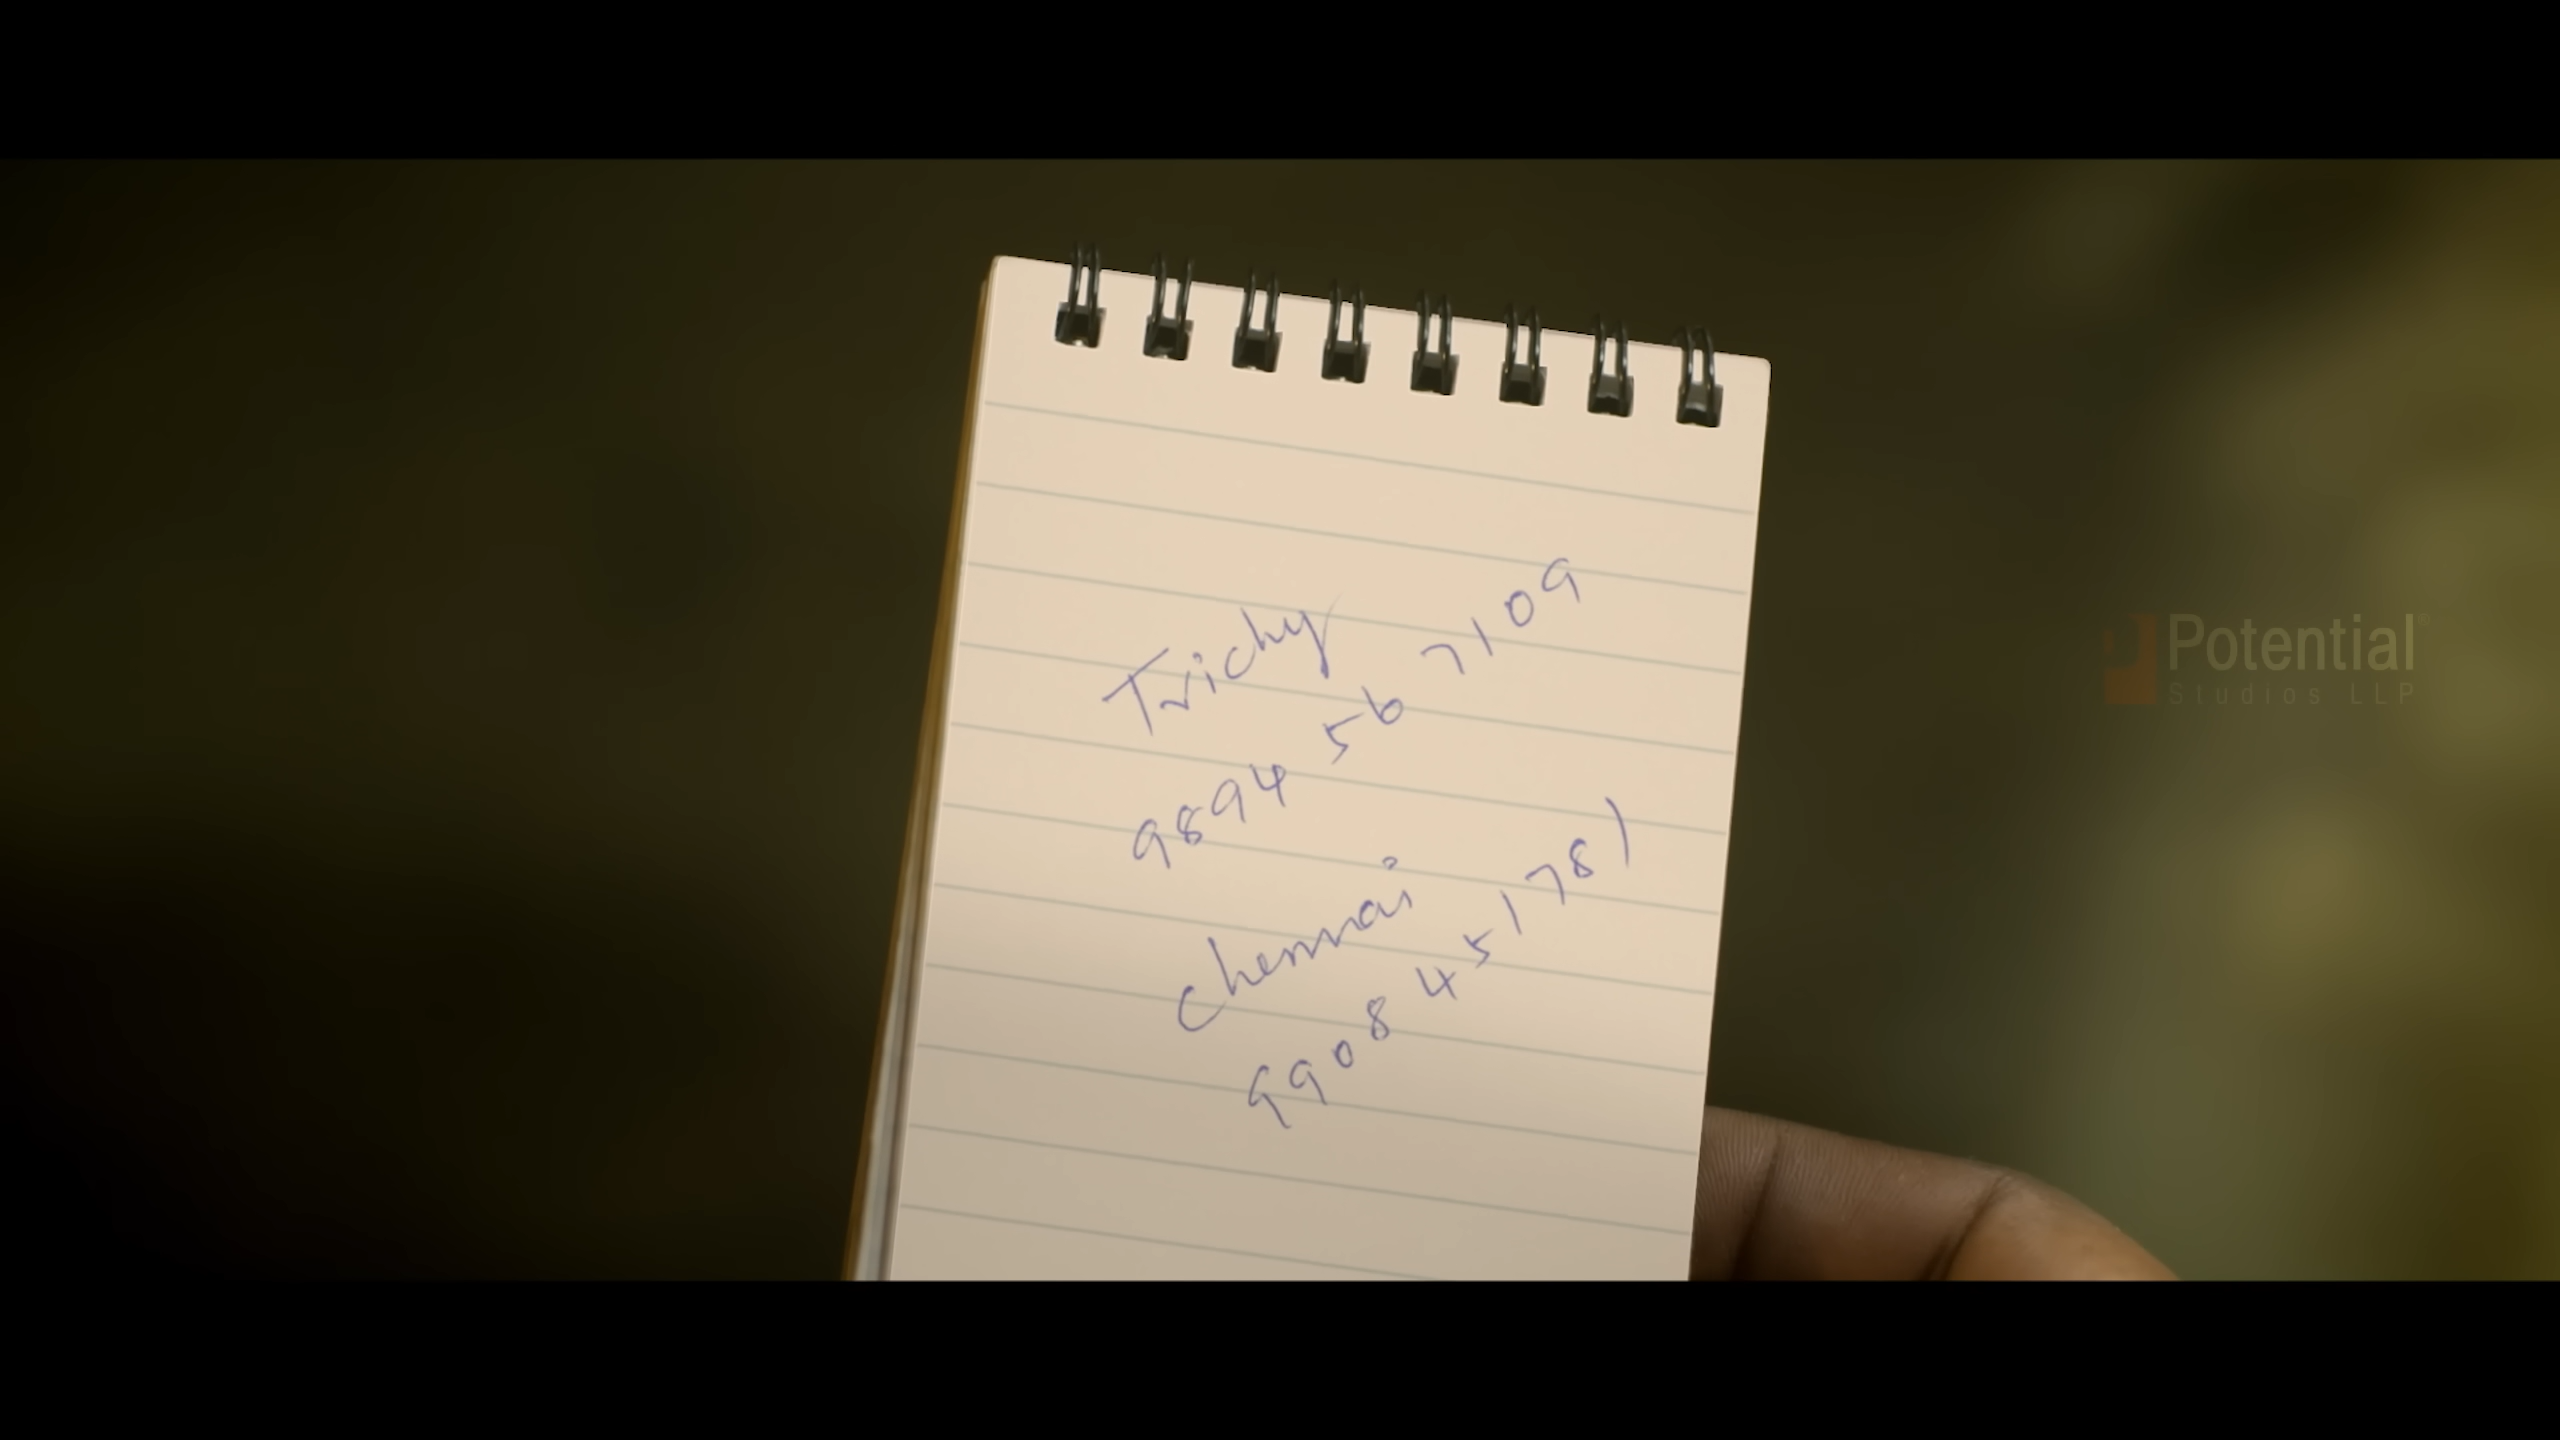 Trichy
9894 56 7109
Chennai
9908 451781
Potential
Studios LLP